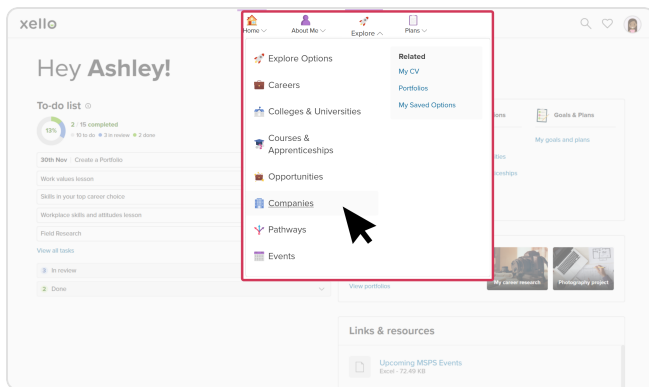 xello
Home
About Me
Explore
Plans
Explore Options
Careers
Colleges & Universities
Courses &
Apprenticeships
Opportunities
Companies
Pathways
Events
Related
My CV
Portfolios
My Saved Options
Hey Ashley!
To-do list
13%
2 / 15 completed
10 to do 3 in review 2 done
30th Nov Create a Portfolio
Work values lesson
Skills in your top career choice
Workplace skills and attitudes lesson
Field Research
View all tasks
3 In review
2 Done
Goals & Plans
My goals and plans
View portfolios
My career research
Photography project
Links & resources
Upcoming MSPS Events
Excel - 72.49 KB